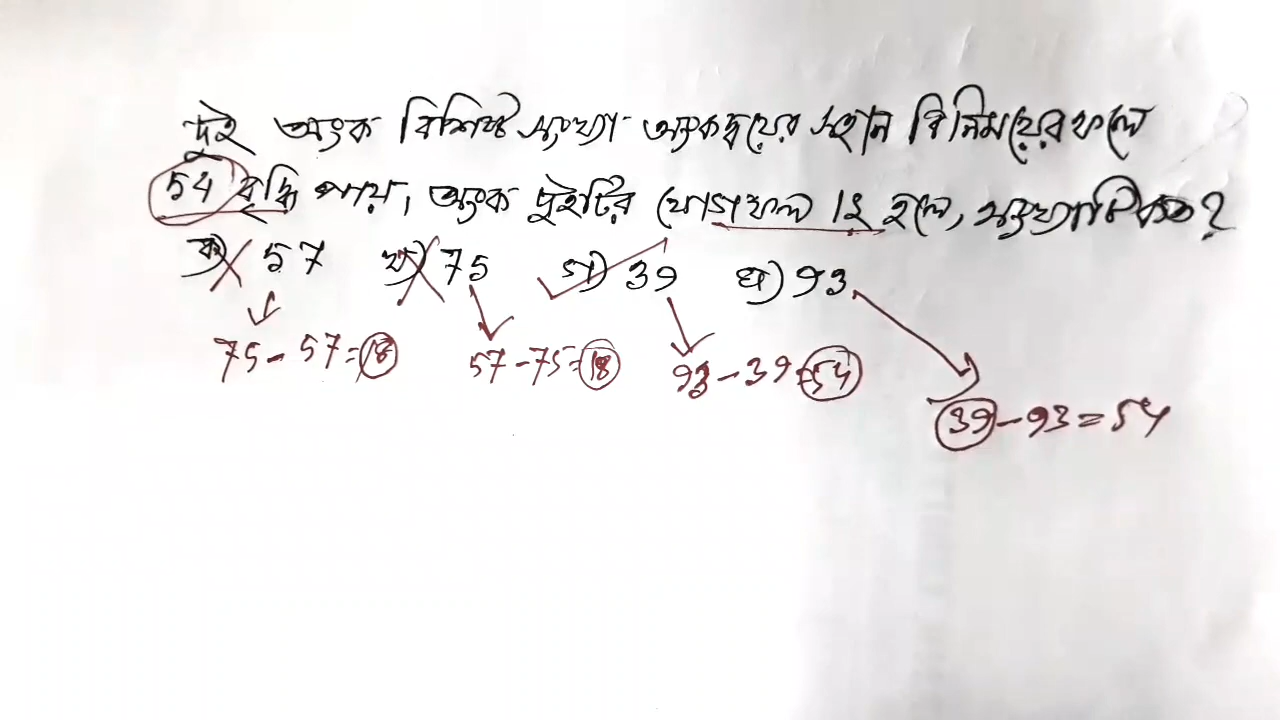 দুই অংক বিশিষ্ট সংখ্যা অংকদ্বয়ের স্থান বিনিময়ের ফলে
54 বৃদ্ধি পায়, অংক দুইটির যোগফল 12 হলে, সংখ্যাটি কত?
ক) 57 খ) 75 গ) 39 ঘ) 93
75 - 57 = 18 57 - 75 = 18 93 - 39 = 54
39 - 93 = 54